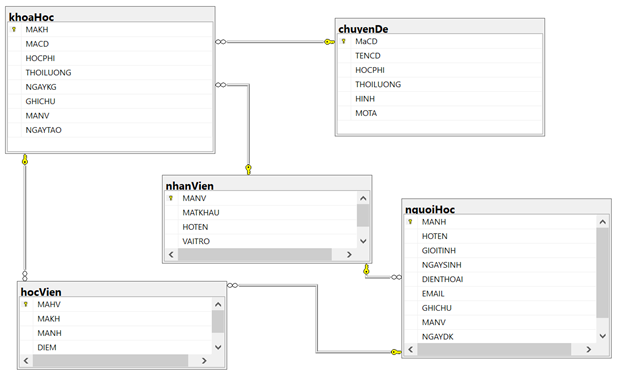 khoaHoc
MAKH
MACD
HOCPHI
THOILUONG
NGAYKG
GHICHU
MANV
NGAYTAO
chuyenDe
MaCD
TENCD
HOCPHI
THOILUONG
HINH
MOTA
nhanVien
MANV
MATKHAU
HOTEN
VAITRO
nguoiHoc
MANH
HOTEN
GIOITINH
NGAYSINH
DIENTHOAI
EMAIL
GHICHU
MANV
NGAYDK
hocVien
MAHV
MAKH
MANH
DIEM